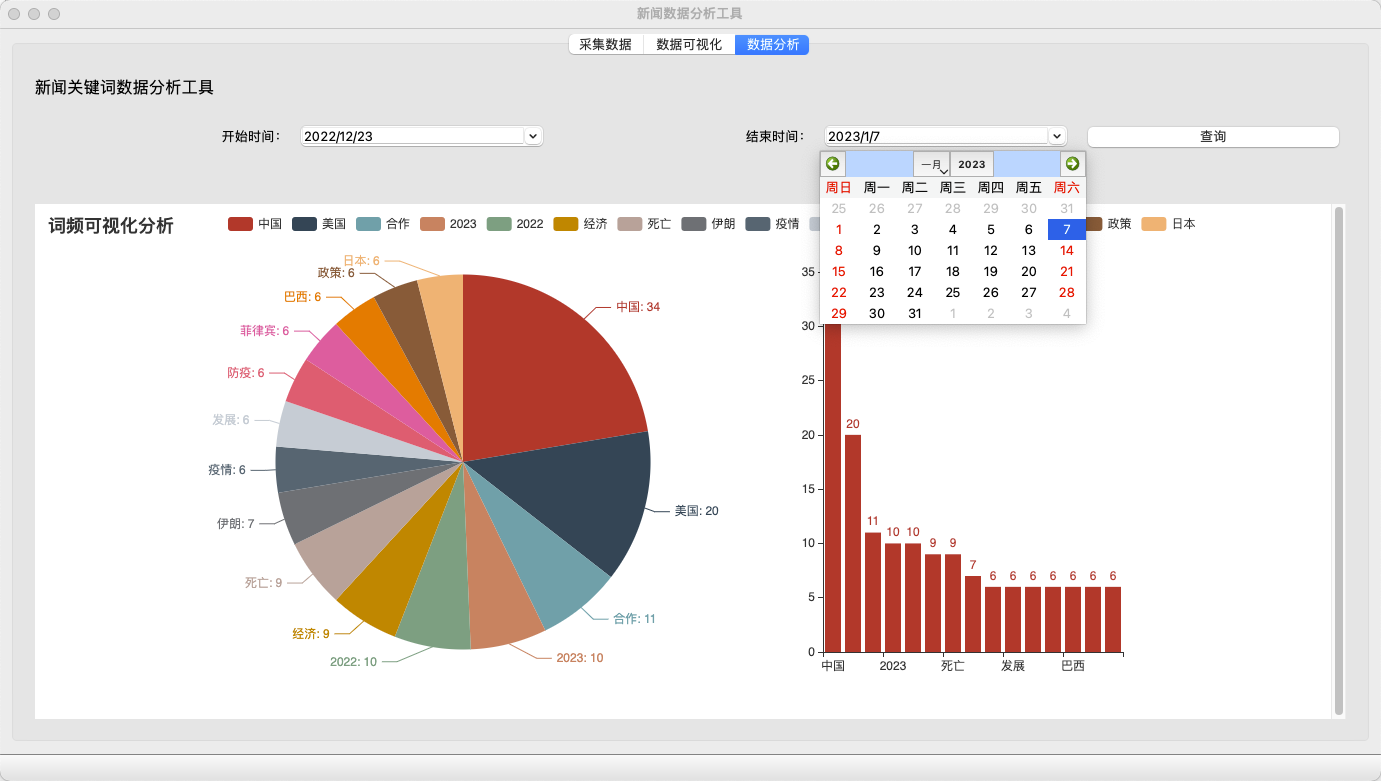 新闻数据分析工具
采集数据 数据可视化 数据分析
新闻关键词数据分析工具
开始时间： 2022/12/23 结束时间： 2023/1/7 查询
一月 2023
周日 周一 周二 周三 周四 周五 周六
25 26 27 28 29 30 31
1 2 3 4 5 6 7
8 9 10 11 12 13 14
15 16 17 18 19 20 21
22 23 24 25 26 27 28
29 30 31 1 2 3 4
词频可视化分析
中国 美国 合作 2023 2022 经济 死亡 伊朗 疫情 政策 日本
日本: 6
政策: 6
巴西: 6
菲律宾: 6
防疫: 6
发展: 6
疫情: 6
伊朗: 7
死亡: 9
经济: 9
2022: 10
2023: 10
合作: 11
美国: 20
中国: 34
35
30
25
20
15
10
5
0
20 11 10 10 9 9 7 6 6 6 6 6 6 6
中国 2023 死亡 发展 巴西